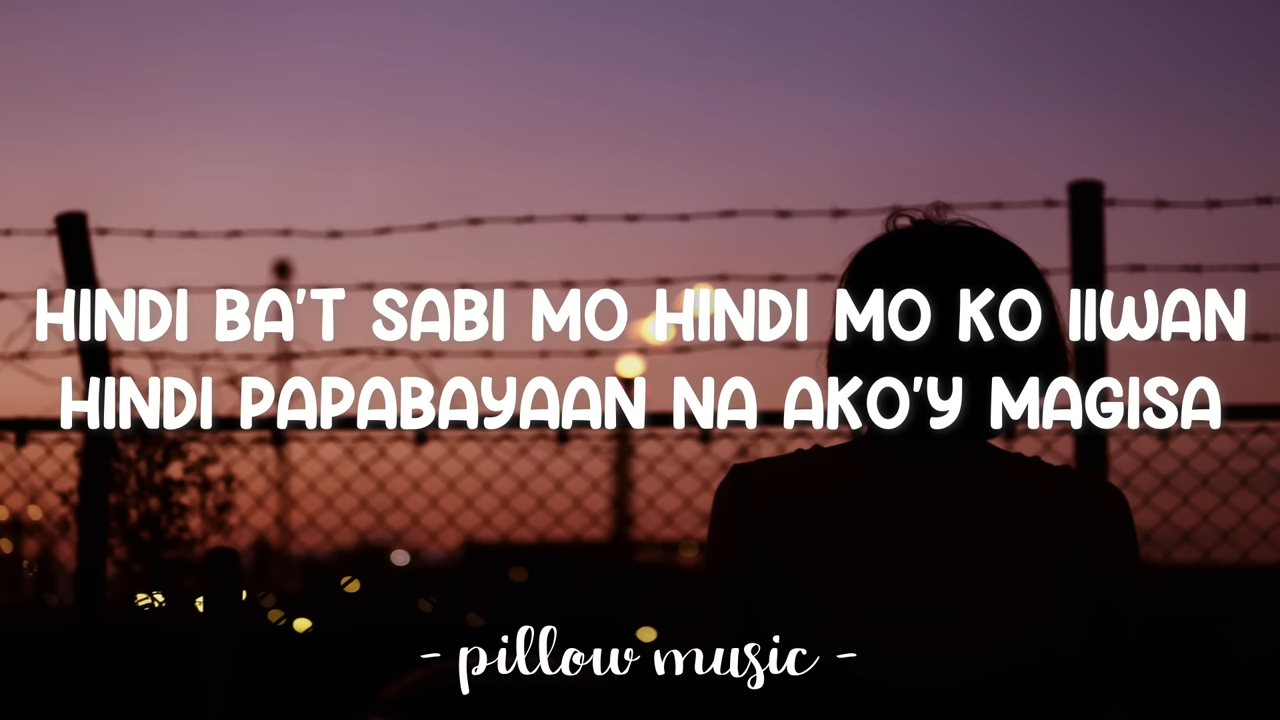 HINDI BA'T SABI MO HINDI MO KO IIWAN
HINDI PAPABAYAAN NA AKO'Y MAGISA
- pillow music -